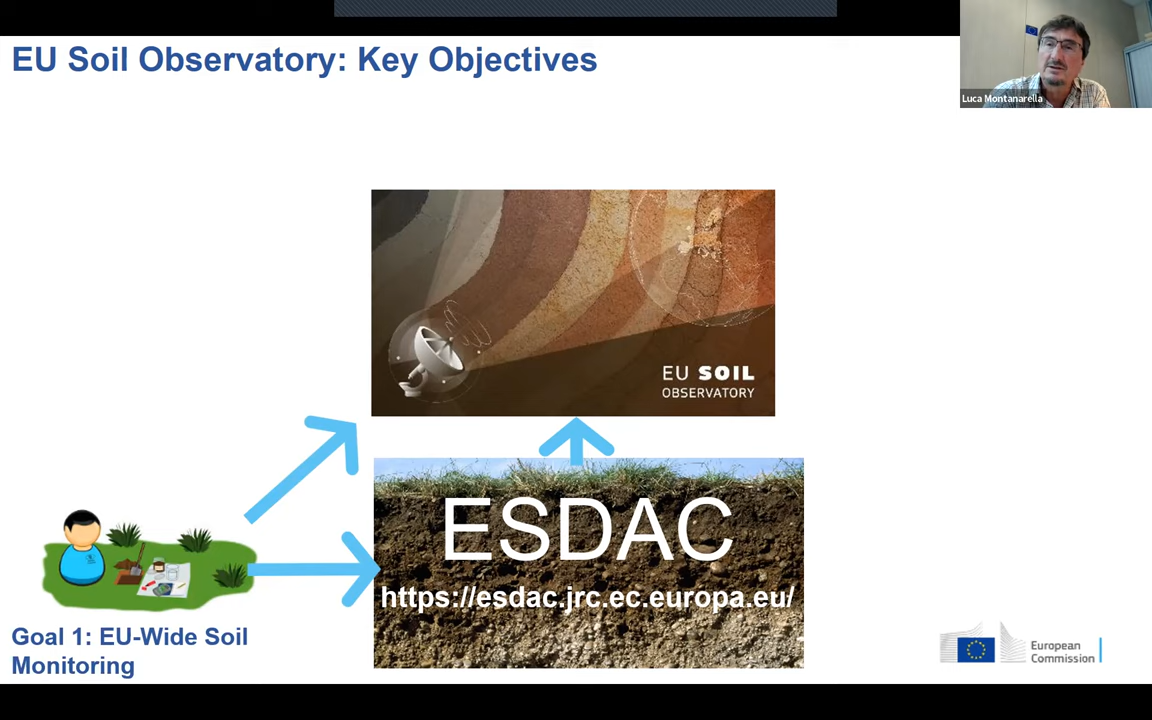 EU Soil Observatory: Key Objectives
Luca Montanarella
EU SOIL
OBSERVATORY
ESDAC
https://esdac.jrc.ec.europa.eu/
Goal 1: EU-Wide Soil
Monitoring
European
Commission